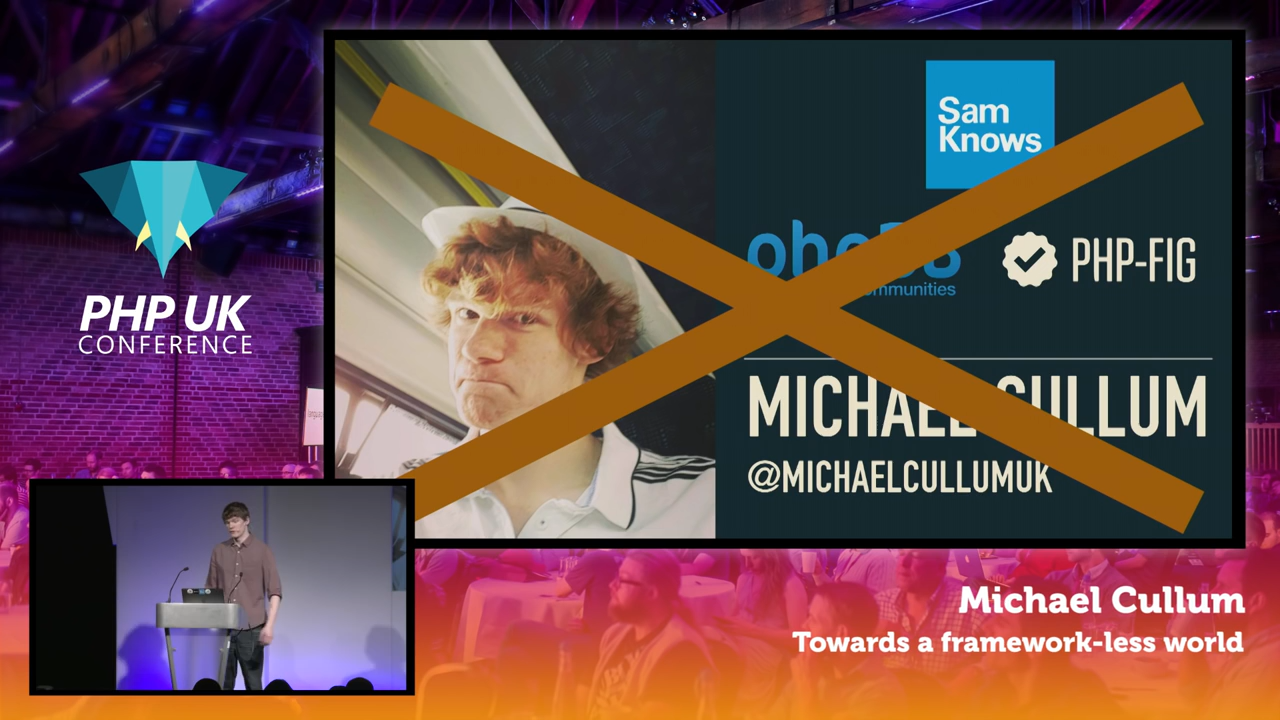 Sam
Knows
PHP-FIG
MICHAEL CULLUM
@MICHAELCULLUMUK
PHP UK
CONFERENCE
Michael Cullum
Towards a framework-less world